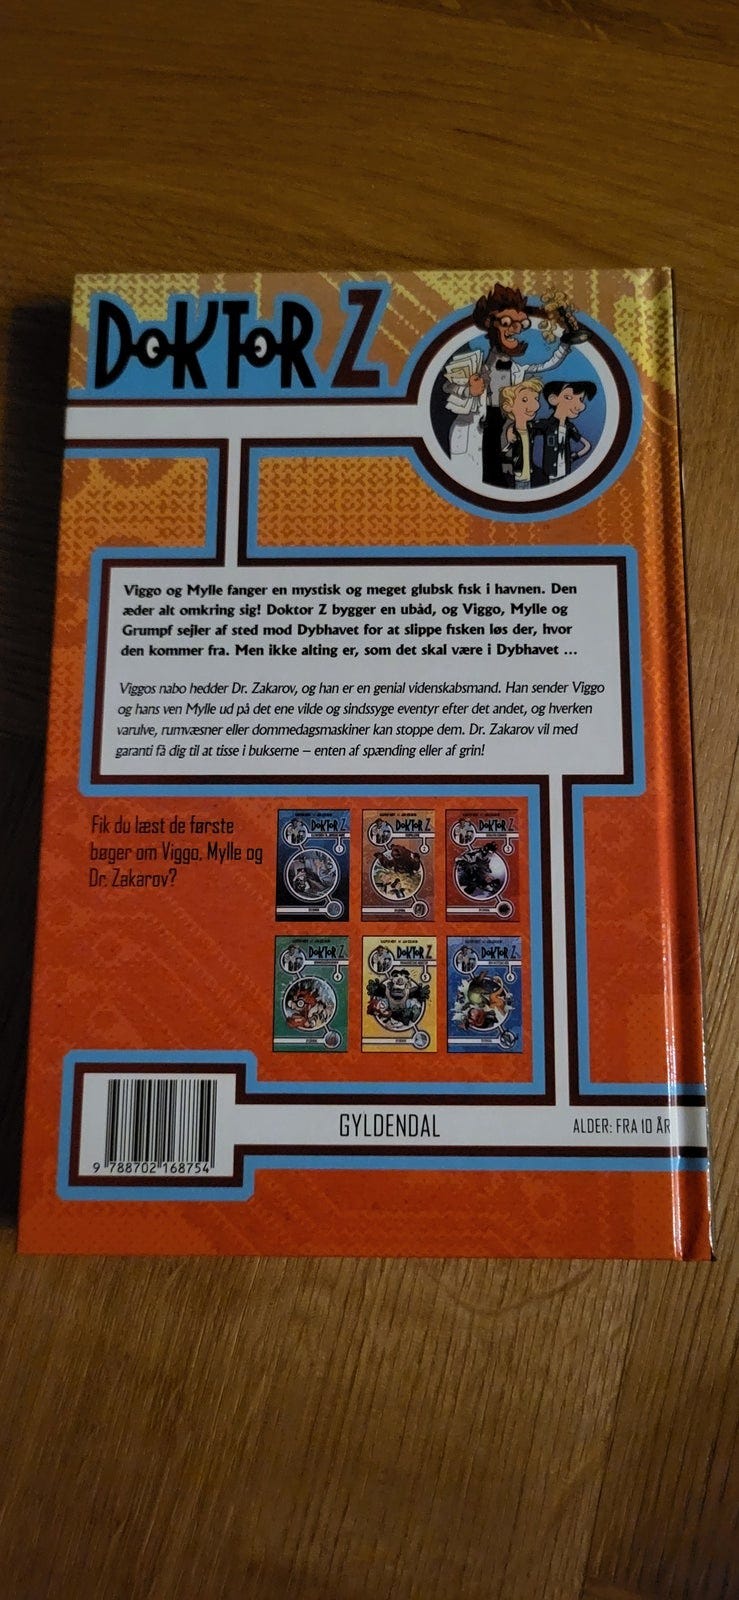 DOKTOR Z
Viggo og Mylle fanger en mystisk og meget glubsk fisk i havnen. Den
æder alt omkring sig! Doktor Z bygger en ubåd, og Viggo, Mylle og
Grumpf sejler af sted mod Dybhavet for at slippe fisken løs der, hvor
den kommer fra. Men ikke alting er, som det skal være i Dybhavet ...
Viggos nabo hedder Dr. Zakarov, og han er en genial videnskabsmand. Han sender Viggo
og hans ven Mylle ud på det ene vilde og sindssyge eventyr efter det andet, og hverken
varulve, rumvæsner eller dommedagsmaskiner kan stoppe dem. Dr. Zakarov vil med
garanti få dig til at tisse i bukserne – enten af spænding eller af grin!
Fik du læst de første
bøger om Viggo, Mylle og
Dr. Zakarov?
DOKTOR Z
DOKTOR Z
DOKTOR Z
DOKTOR Z
DOKTOR Z
DOKTOR Z
9 788702 168754
GYLDENDAL
ALDER: FRA 10 ÅR